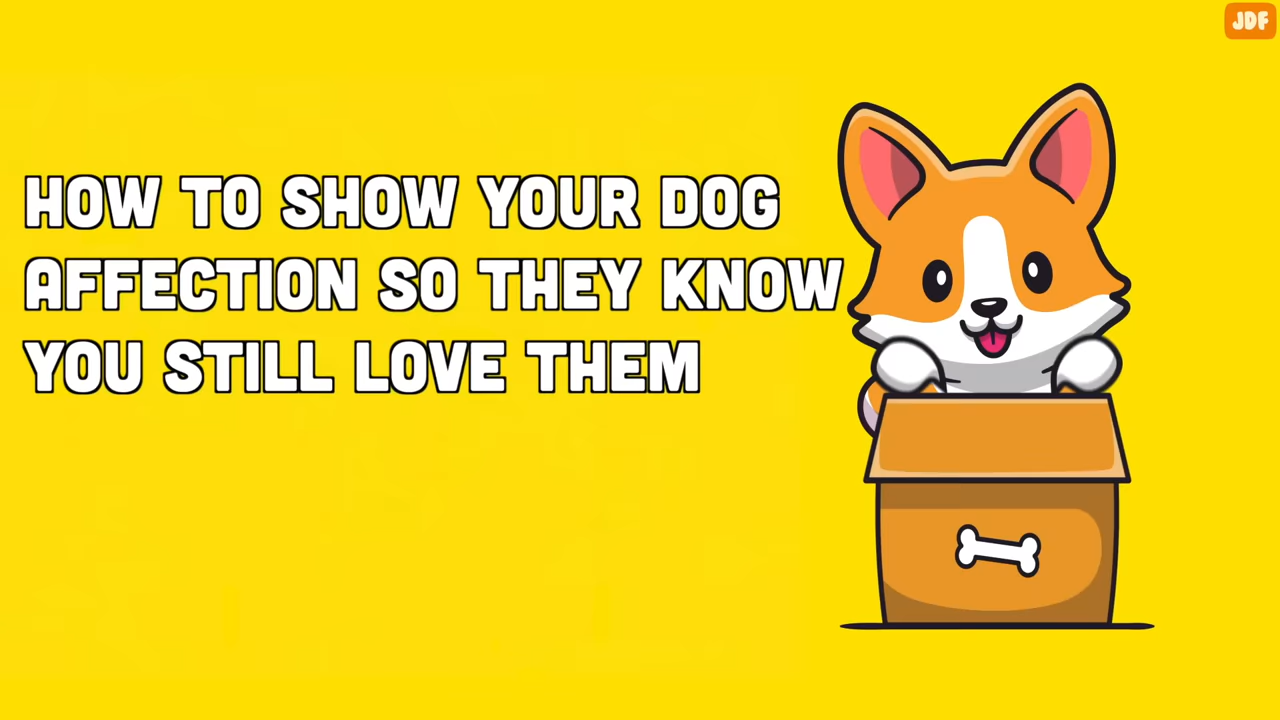 JDF
HOW TO SHOW YOUR DOG
AFFECTION SO THEY KNOW
YOU STILL LOVE THEM